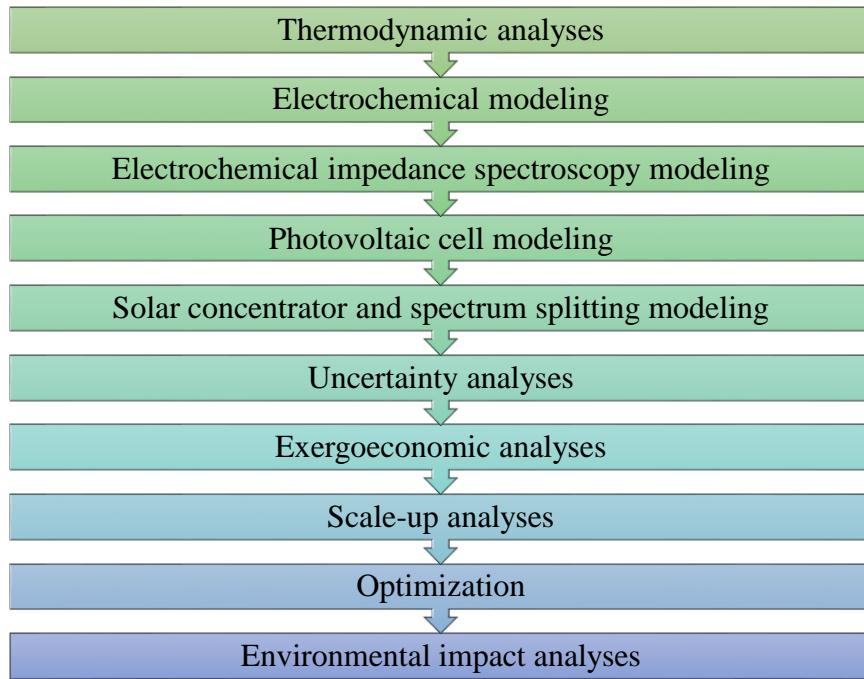 Thermodynamic analyses
Electrochemical modeling
Electrochemical impedance spectroscopy modeling
Photovoltaic cell modeling
Solar concentrator and spectrum splitting modeling
Uncertainty analyses
Exergoeconomic analyses
Scale-up analyses
Optimization
Environmental impact analyses